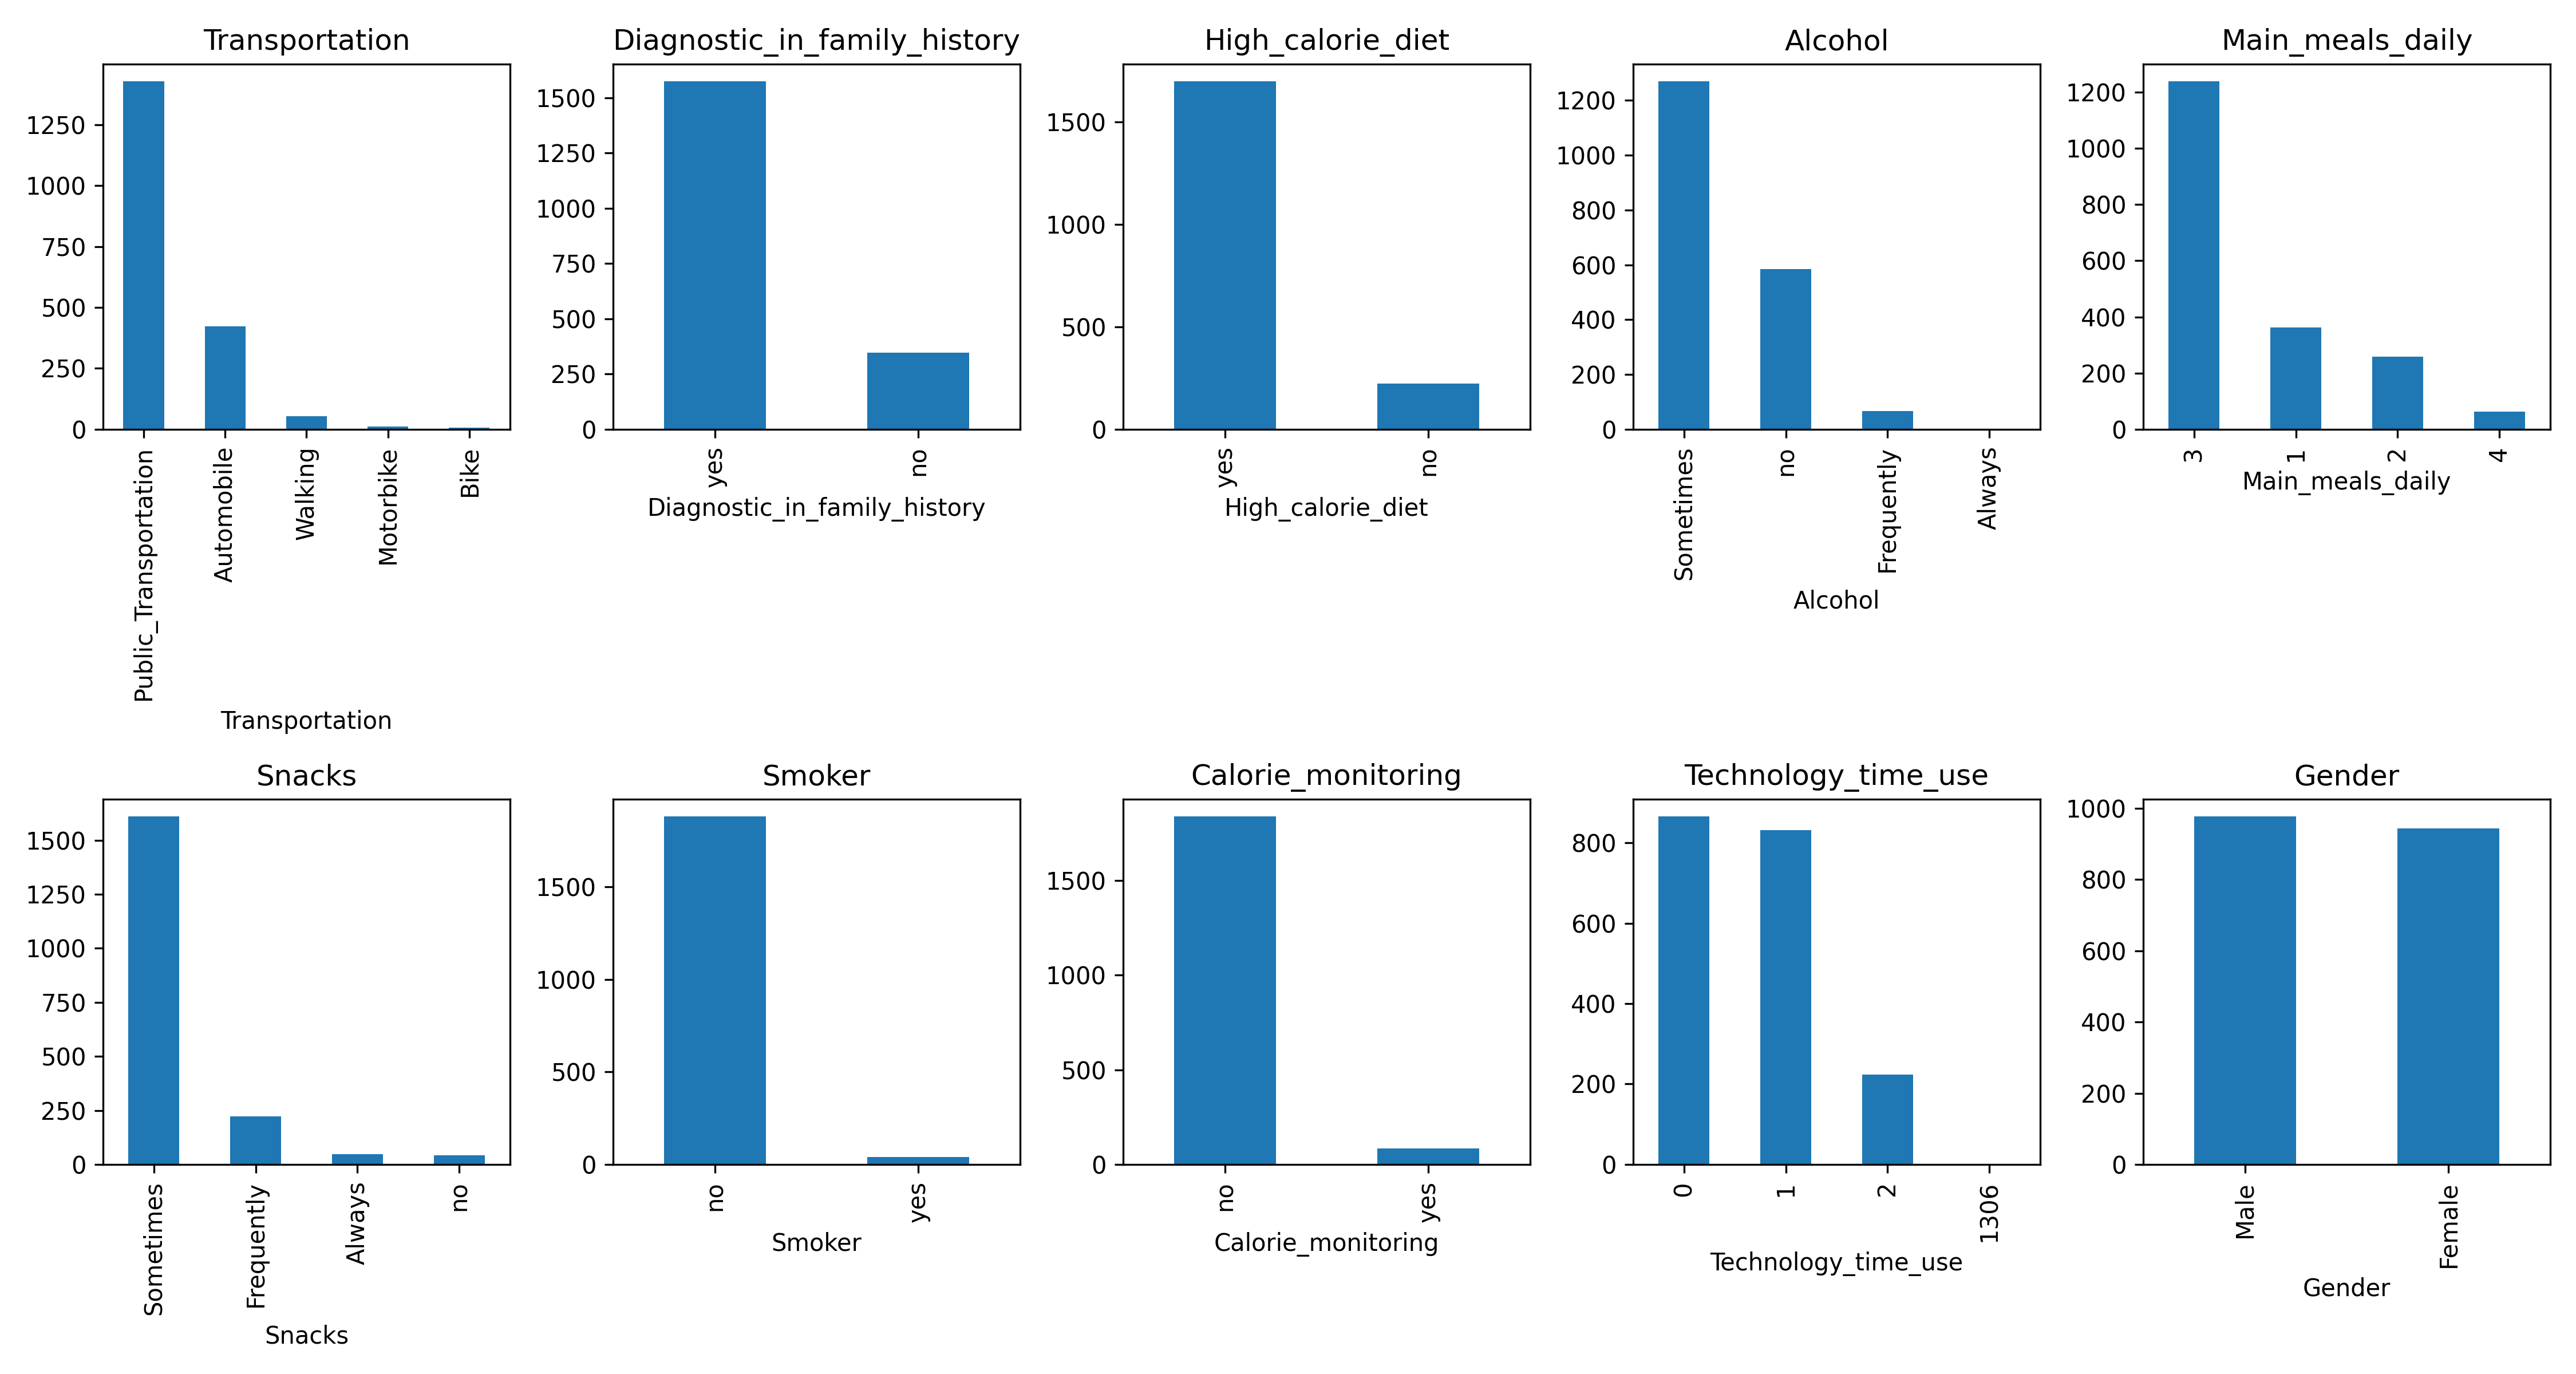 Transportation
1250
1000
750
500
250
0
Public_Transportation
Automobile
Walking
Motorbike
Bike
Transportation
Diagnostic_in_family_history
1500
1250
1000
750
500
250
0
yes
no
Diagnostic_in_family_history
High_calorie_diet
1500
1000
500
0
yes
no
High_calorie_diet
Alcohol
1200
1000
800
600
400
200
0
Sometimes
no
Frequently
Always
Alcohol
Main_meals_daily
1200
1000
800
600
400
200
0
3
1
2
4
Main_meals_daily
Snacks
1500
1250
1000
750
500
250
0
Sometimes
Frequently
Always
no
Snacks
Smoker
1500
1000
500
0
no
yes
Smoker
Calorie_monitoring
1500
1000
500
0
no
yes
Calorie_monitoring
Technology_time_use
800
600
400
200
0
0
1
2
1306
Technology_time_use
Gender
1000
800
600
400
200
0
Male
Female
Gender